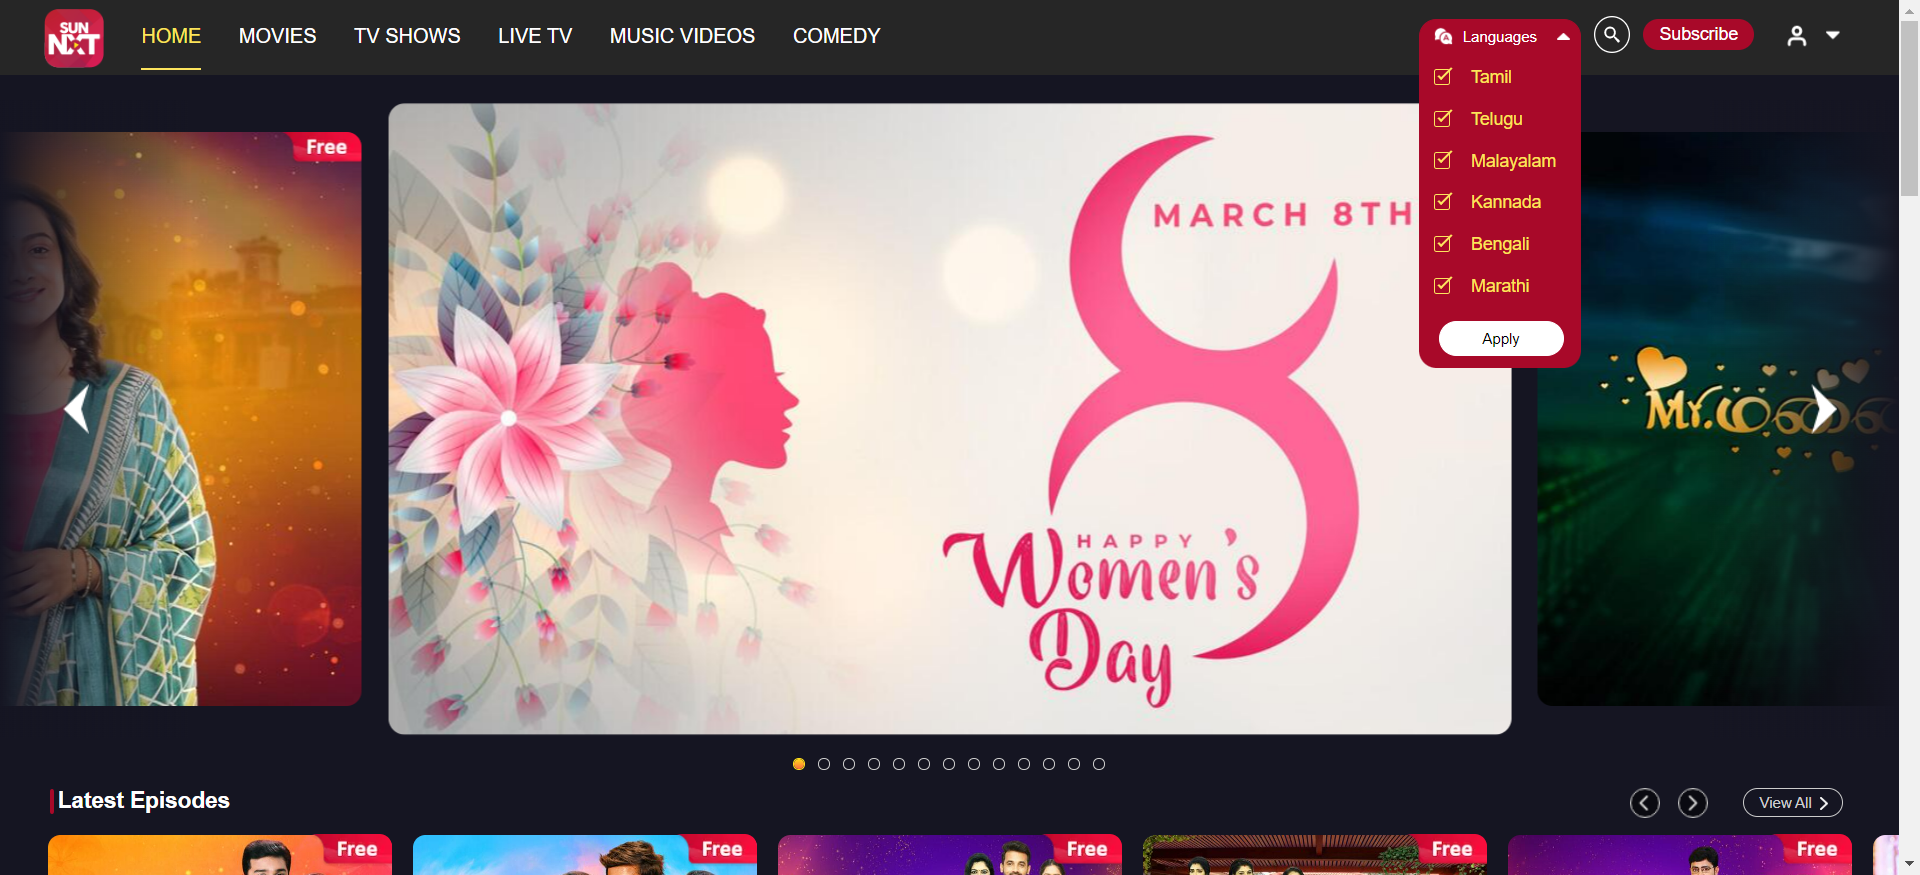 SUN
NXT
HOME
MOVIES
TV SHOWS
LIVE TV
MUSIC VIDEOS
COMEDY
Languages
Subscribe
Tamil
Telugu
Malayalam
Kannada
Bengali
Marathi
Apply
Free
MARCH 8TH
HAPPY
Women's
Day
Latest Episodes
View All
Free
Free
Free
Free
Free